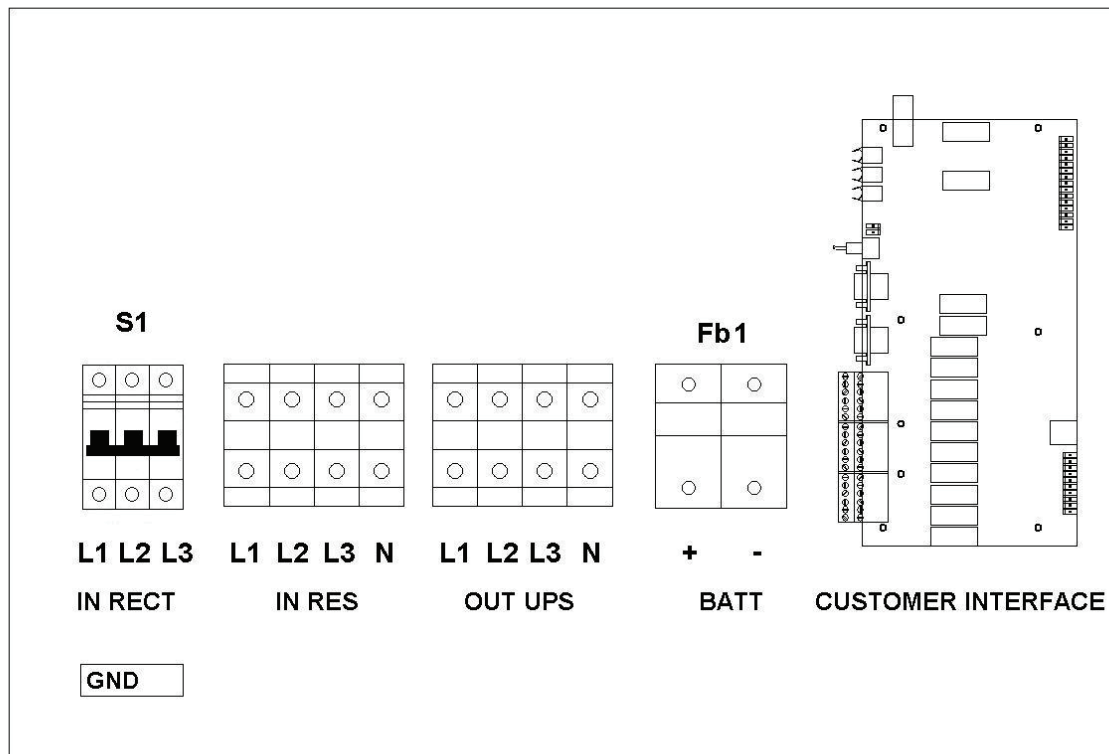 S1
Fb1
L1 L2 L3 L1 L2 L3 N L1 L2 L3 N + -
IN RECT IN RES OUT UPS BATT CUSTOMER INTERFACE
GND